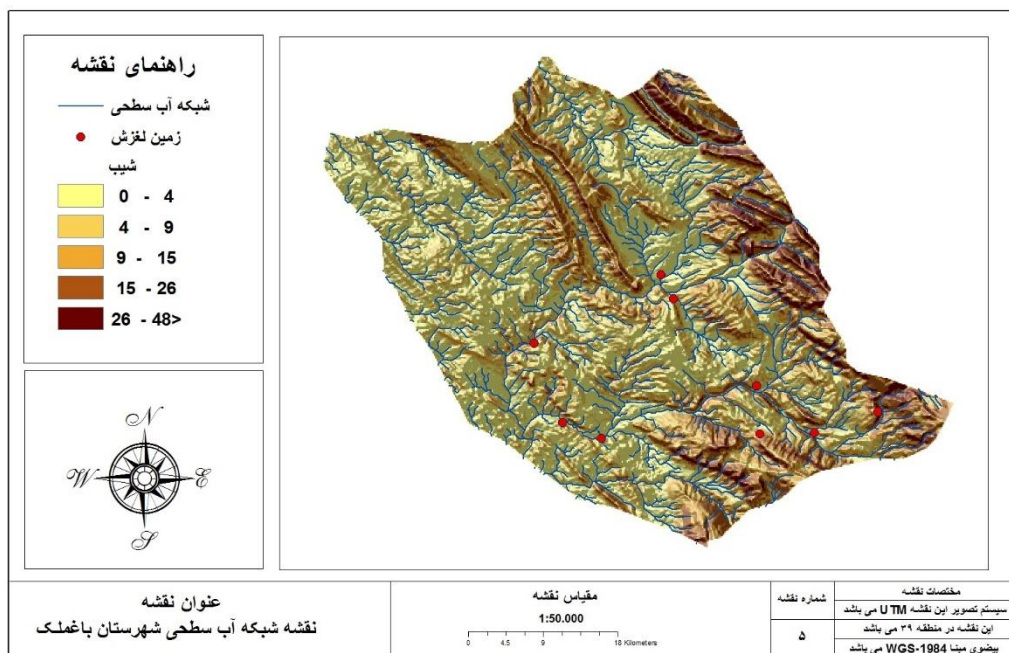 راهنمای نقشه
شبکه آب سطحی
زمین لغزش
شیب
0 - 4
4 - 9
9 - 15
15 - 26
26 - 48>
N
W
E
S
عنوان نقشه
نقشه شبکه آب سطحی شهرستان باغملک
مقیاس نقشه
1:50.000
0 4.5 9 18 Kilometers
شماره نقشه
۵
مختصات نقشه
سیستم تصویر این نقشه UTM می باشد
این نقشه در منطقه ۳۹ می باشد
بیضوی مبنا WGS-1984 می باشد